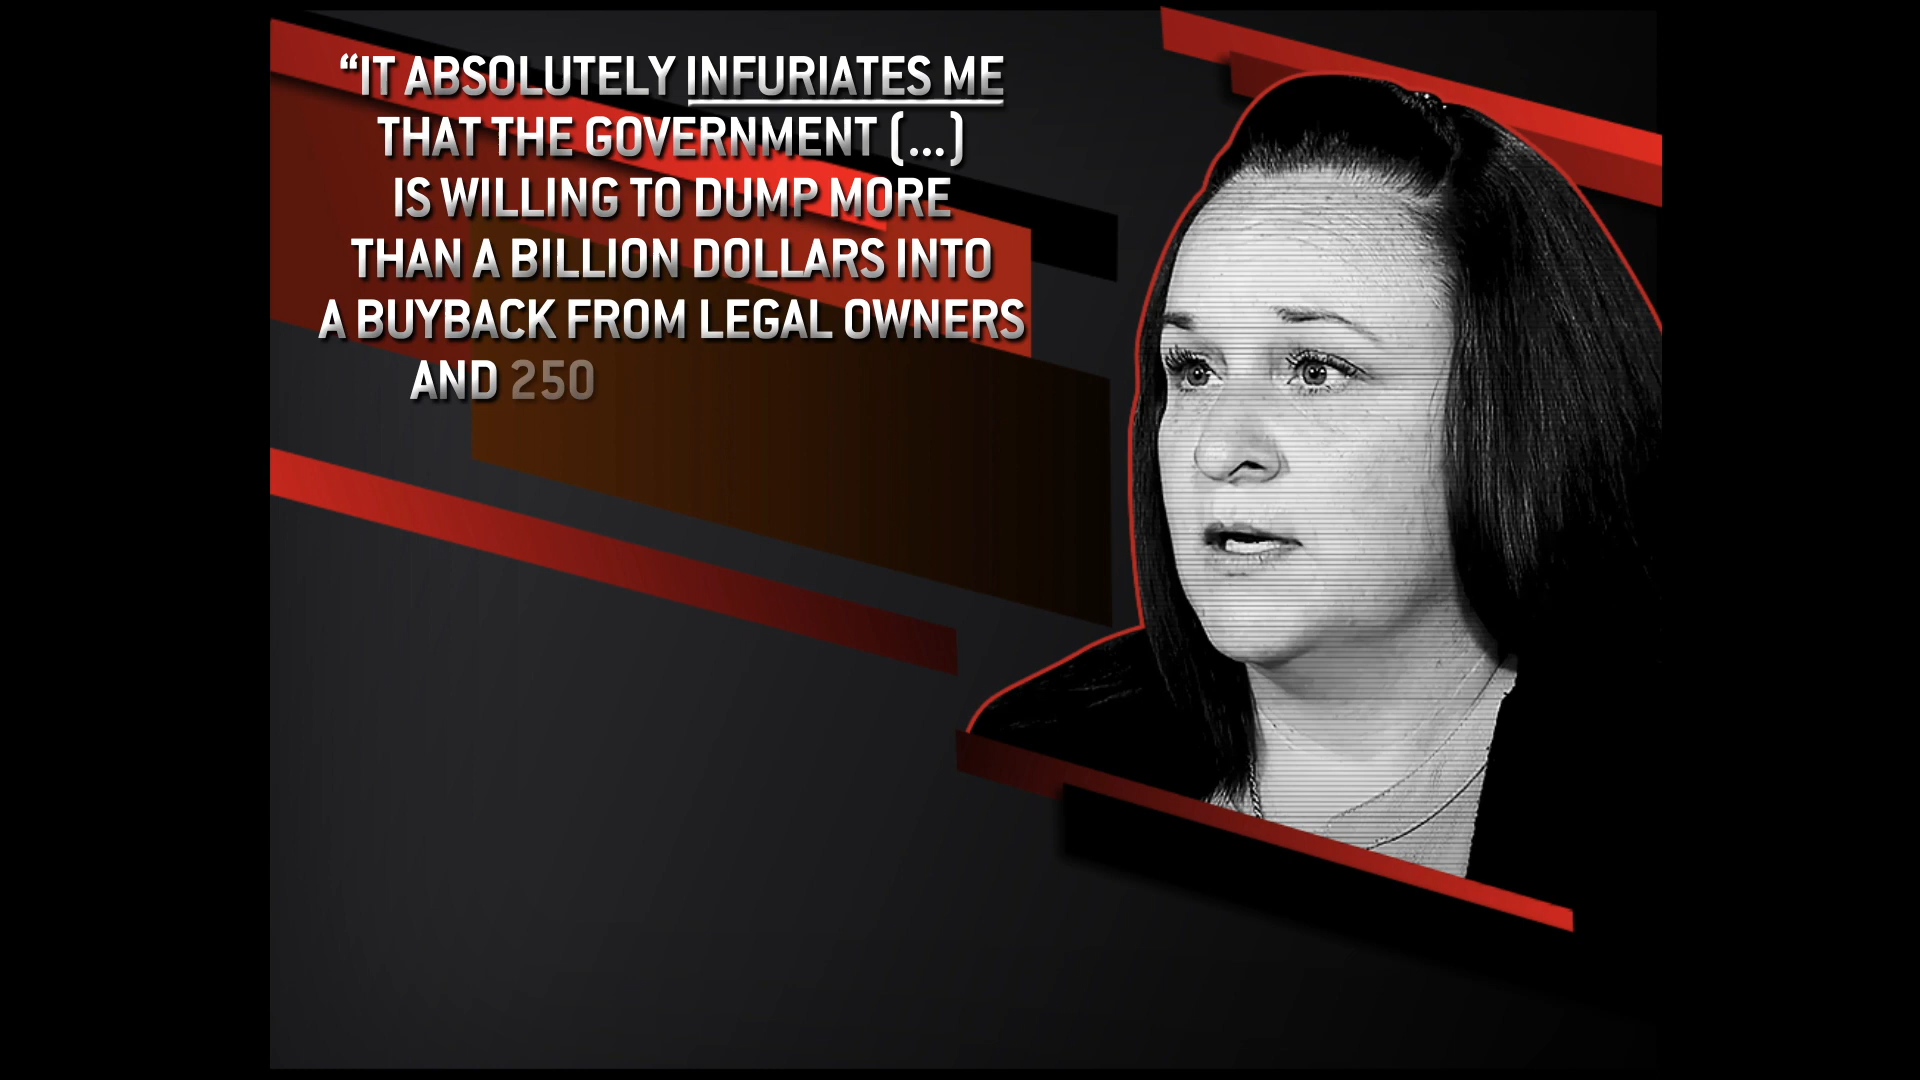 “IT ABSOLUTELY INFURIATES ME
THAT THE GOVERNMENT (...)
IS WILLING TO DUMP MORE
THAN A BILLION DOLLARS INTO
A BUYBACK FROM LEGAL OWNERS
AND 250